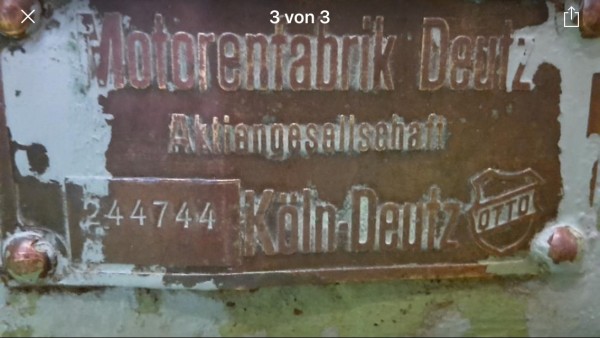 3 von 3
Motorenfabrik Deutz
Aktiengesellschaft
244744 Köln-Deutz OTTO